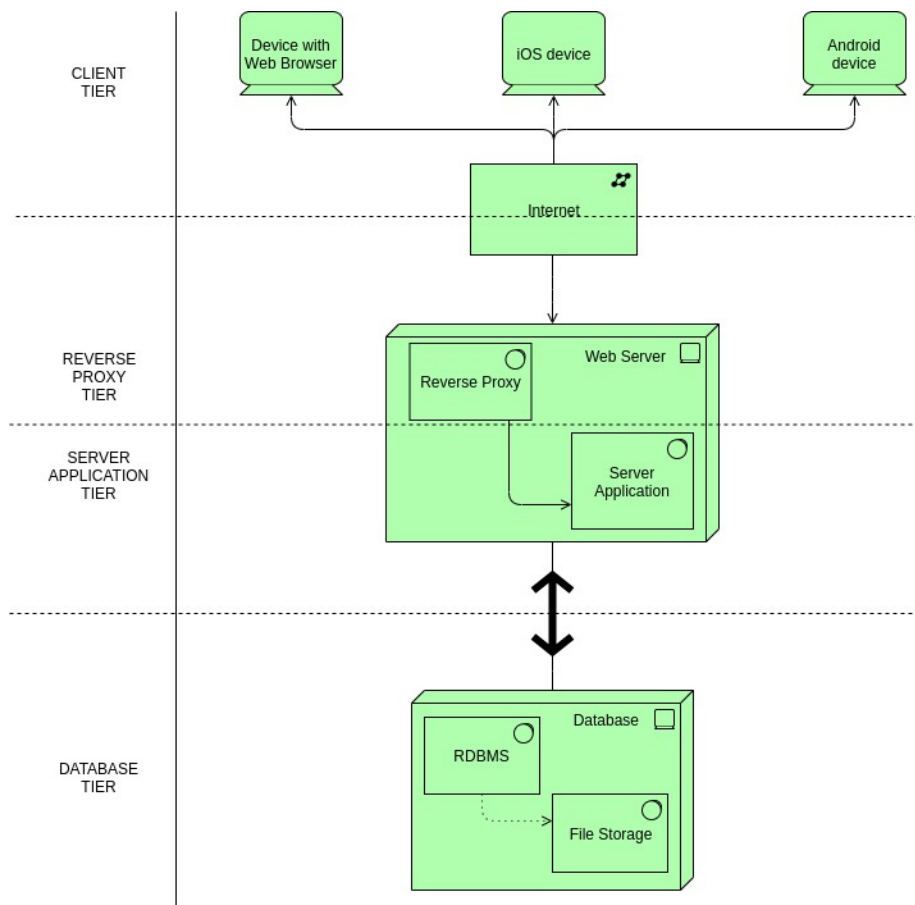 CLIENT
TIER
Device with
Web Browser
iOS device
Android
device
Internet
REVERSE
PROXY
TIER
Web Server
Reverse Proxy
SERVER
APPLICATION
TIER
Server
Application
DATABASE
TIER
Database
RDBMS
File Storage